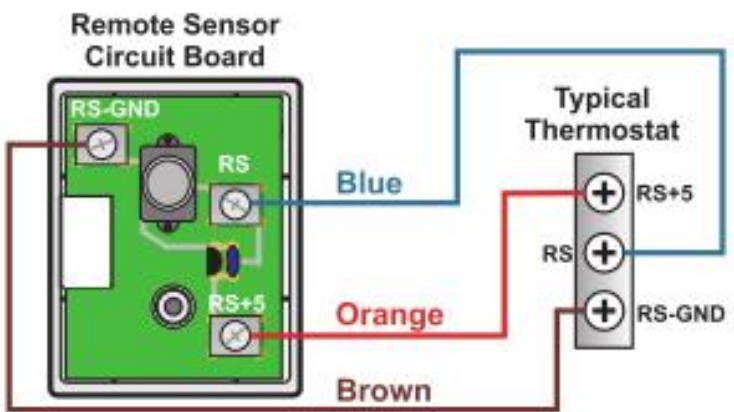 Remote Sensor
Circuit Board
RS-GND
RS
RS+5
Blue
Orange
Brown
Typical
Thermostat
RS+5
RS
RS-GND